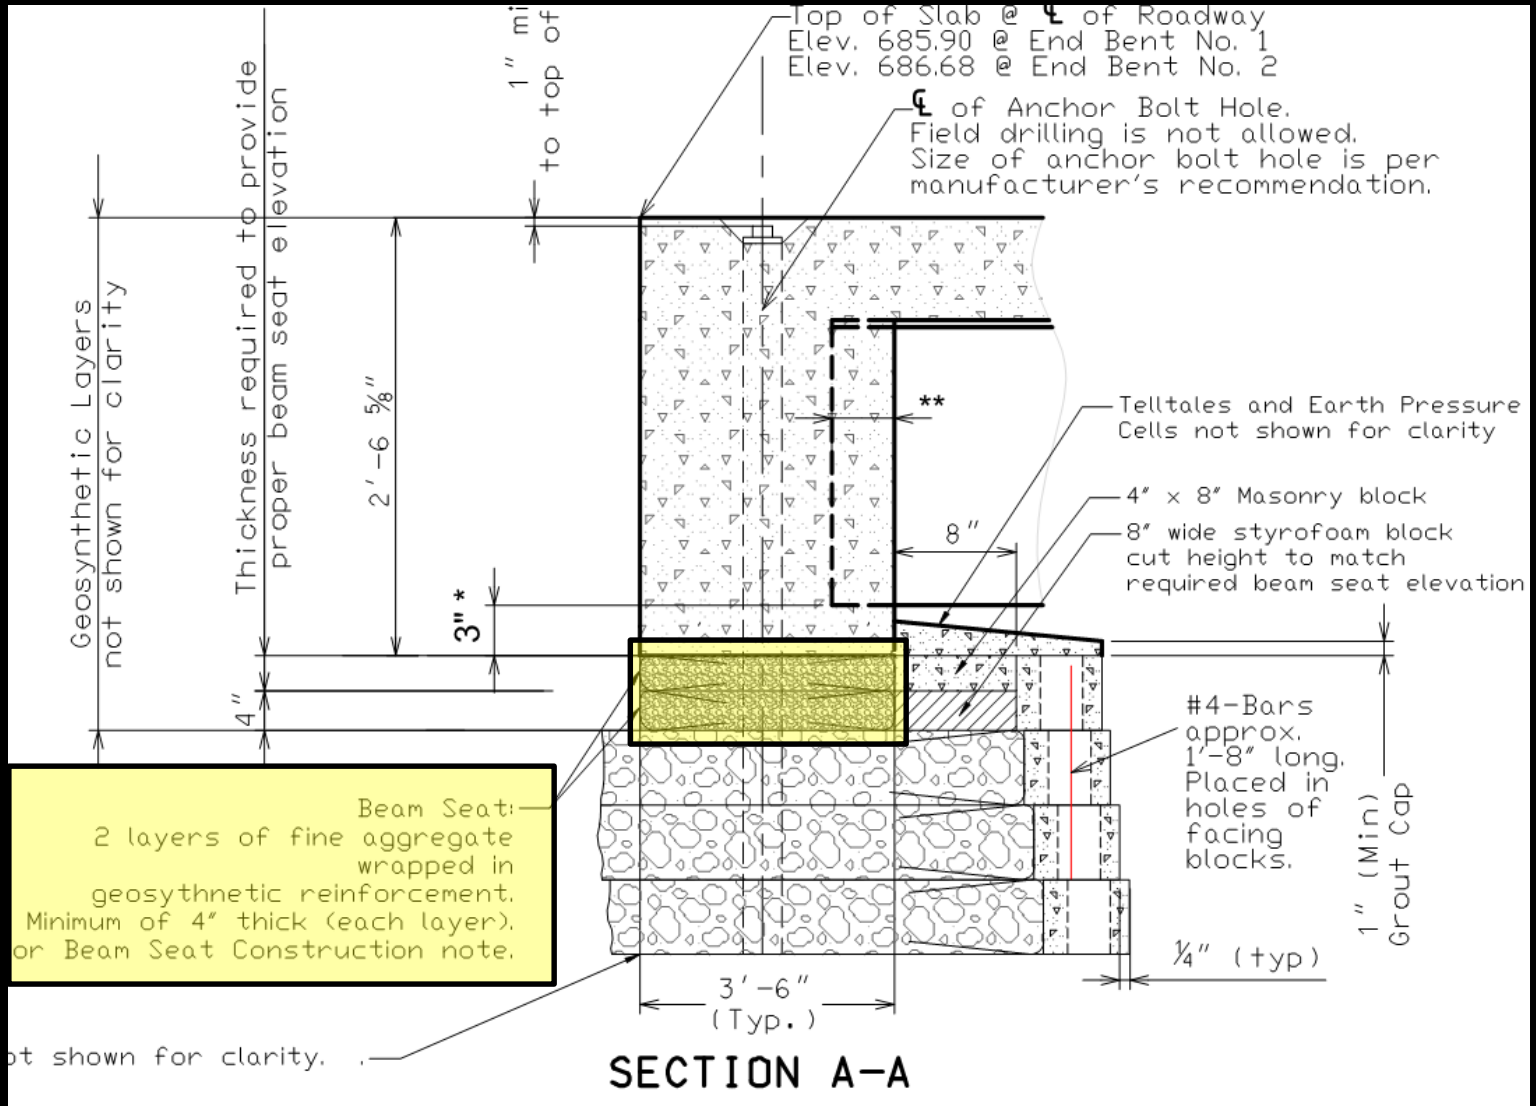 1" mi
to top of
Top of Slab @ ℄ of Roadway
Elev. 685.90 @ End Bent No. 1
Elev. 686.68 @ End Bent No. 2
℄ of Anchor Bolt Hole.
Field drilling is not allowed.
Size of anchor bolt hole is per
manufacturer's recommendation.
Geosynthetic Layers
not shown for clarity
Thickness required to provide
proper beam seat elevation
2'-6 ⅝"
3" *
4"
**
8"
Telltales and Earth Pressure
Cells not shown for clarity
4" x 8" Masonry block
8" wide styrofoam block
cut height to match
required beam seat elevation
#4-Bars
approx.
1'-8" long.
Placed in
holes of
facing
blocks.
1" (Min)
Grout Cap
¼" (typ)
Beam Seat:
2 layers of fine aggregate
wrapped in
geosythnetic reinforcement.
Minimum of 4" thick (each layer).
or Beam Seat Construction note.
3'-6"
(Typ.)
ot shown for clarity. .
SECTION A-A